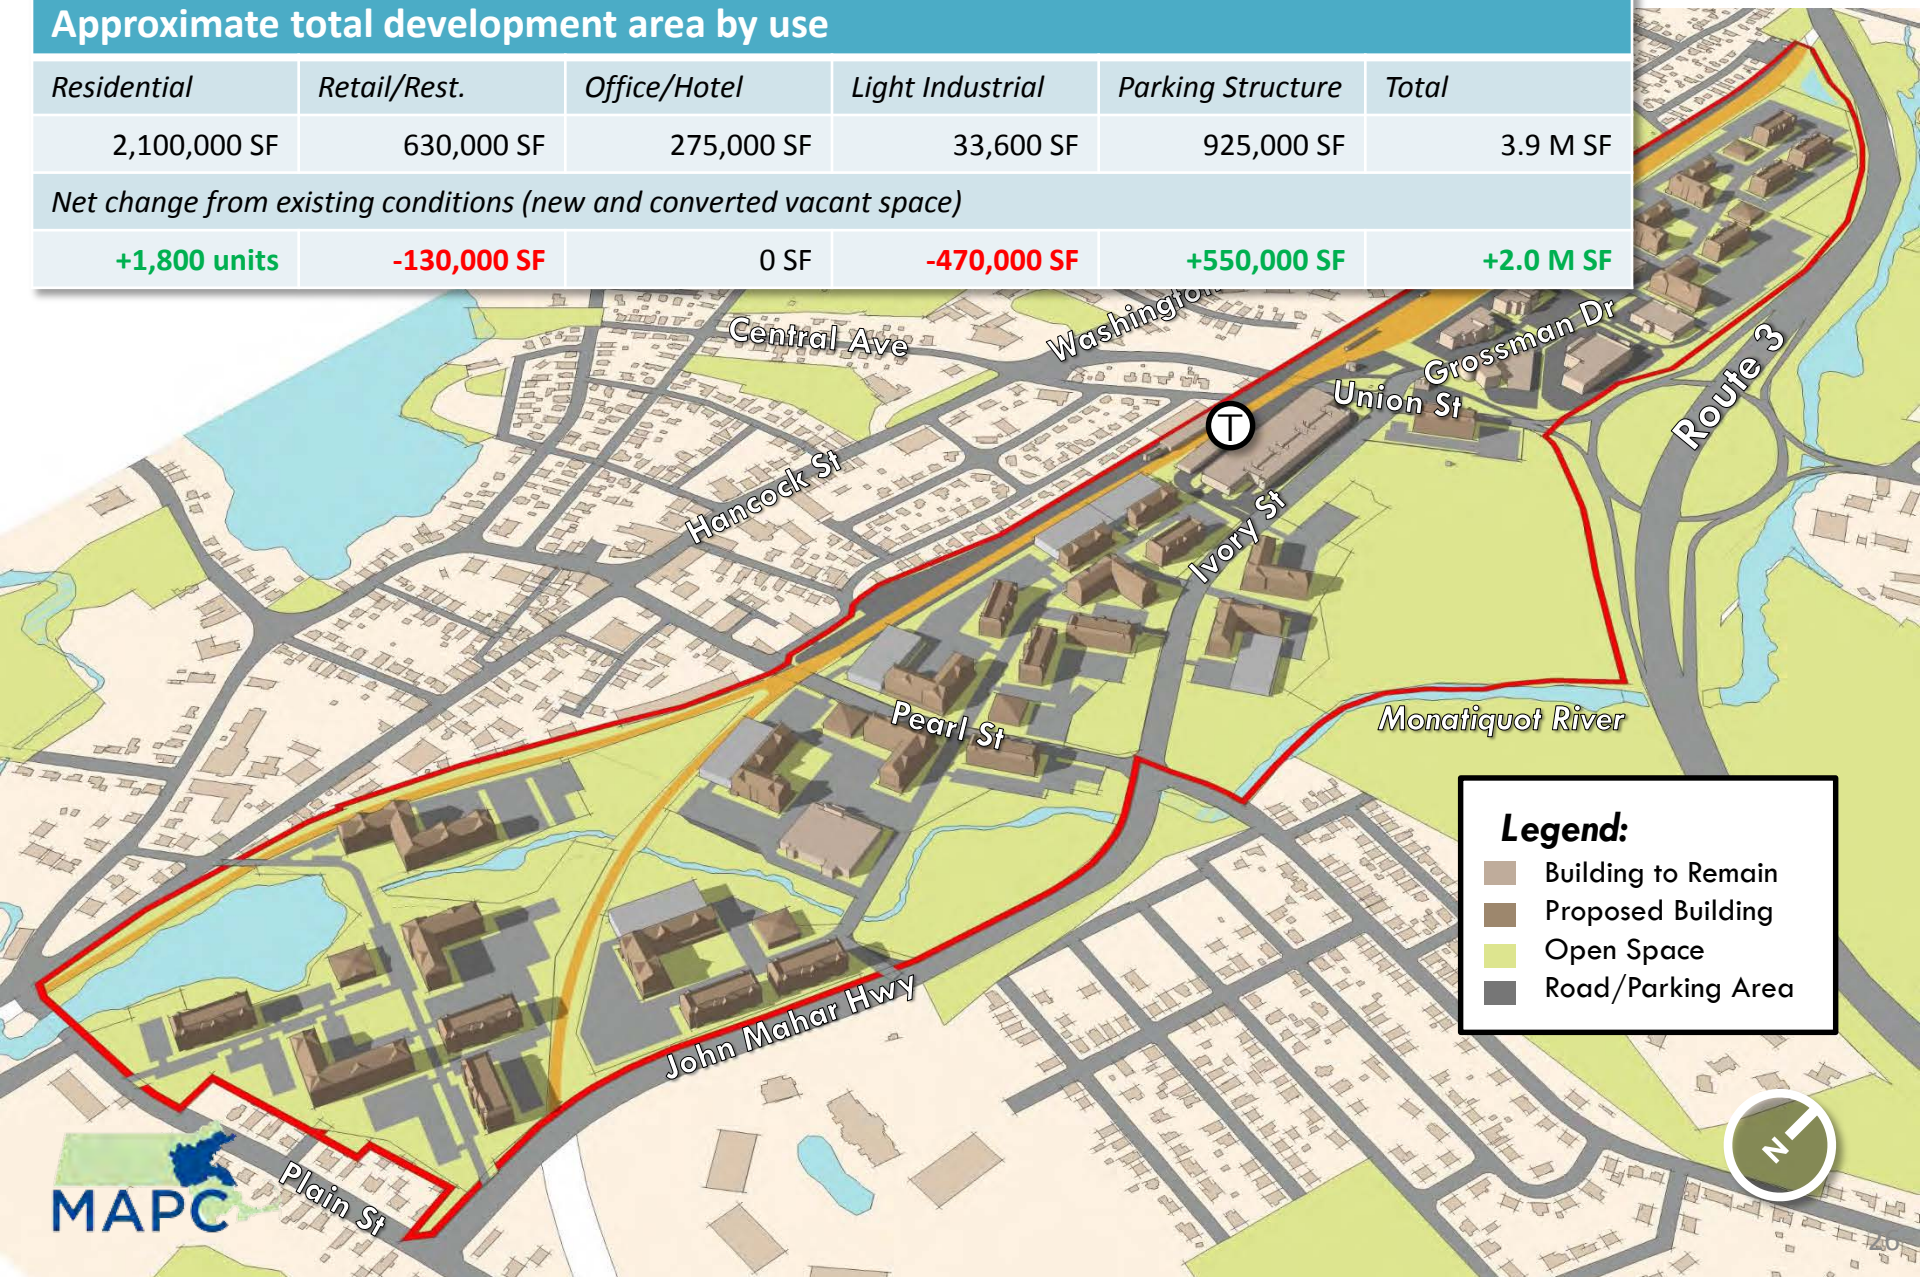 Approximate total development area by use
Residential Retail/Rest. Office/Hotel Light Industrial Parking Structure Total
2,100,000 SF 630,000 SF 275,000 SF 33,600 SF 925,000 SF 3.9 M SF
Net change from existing conditions (new and converted vacant space)
+1,800 units -130,000 SF 0 SF -470,000 SF +550,000 SF +2.0 M SF
Central Ave
Washington
Grossman Dr
Route 3
Union St
T
Hancock St
Ivory St
Pearl St
Monatiquot River
Legend:
Building to Remain
Proposed Building
Open Space
Road/Parking Area
John Mahar Hwy
N
Plain St
MAPC
26